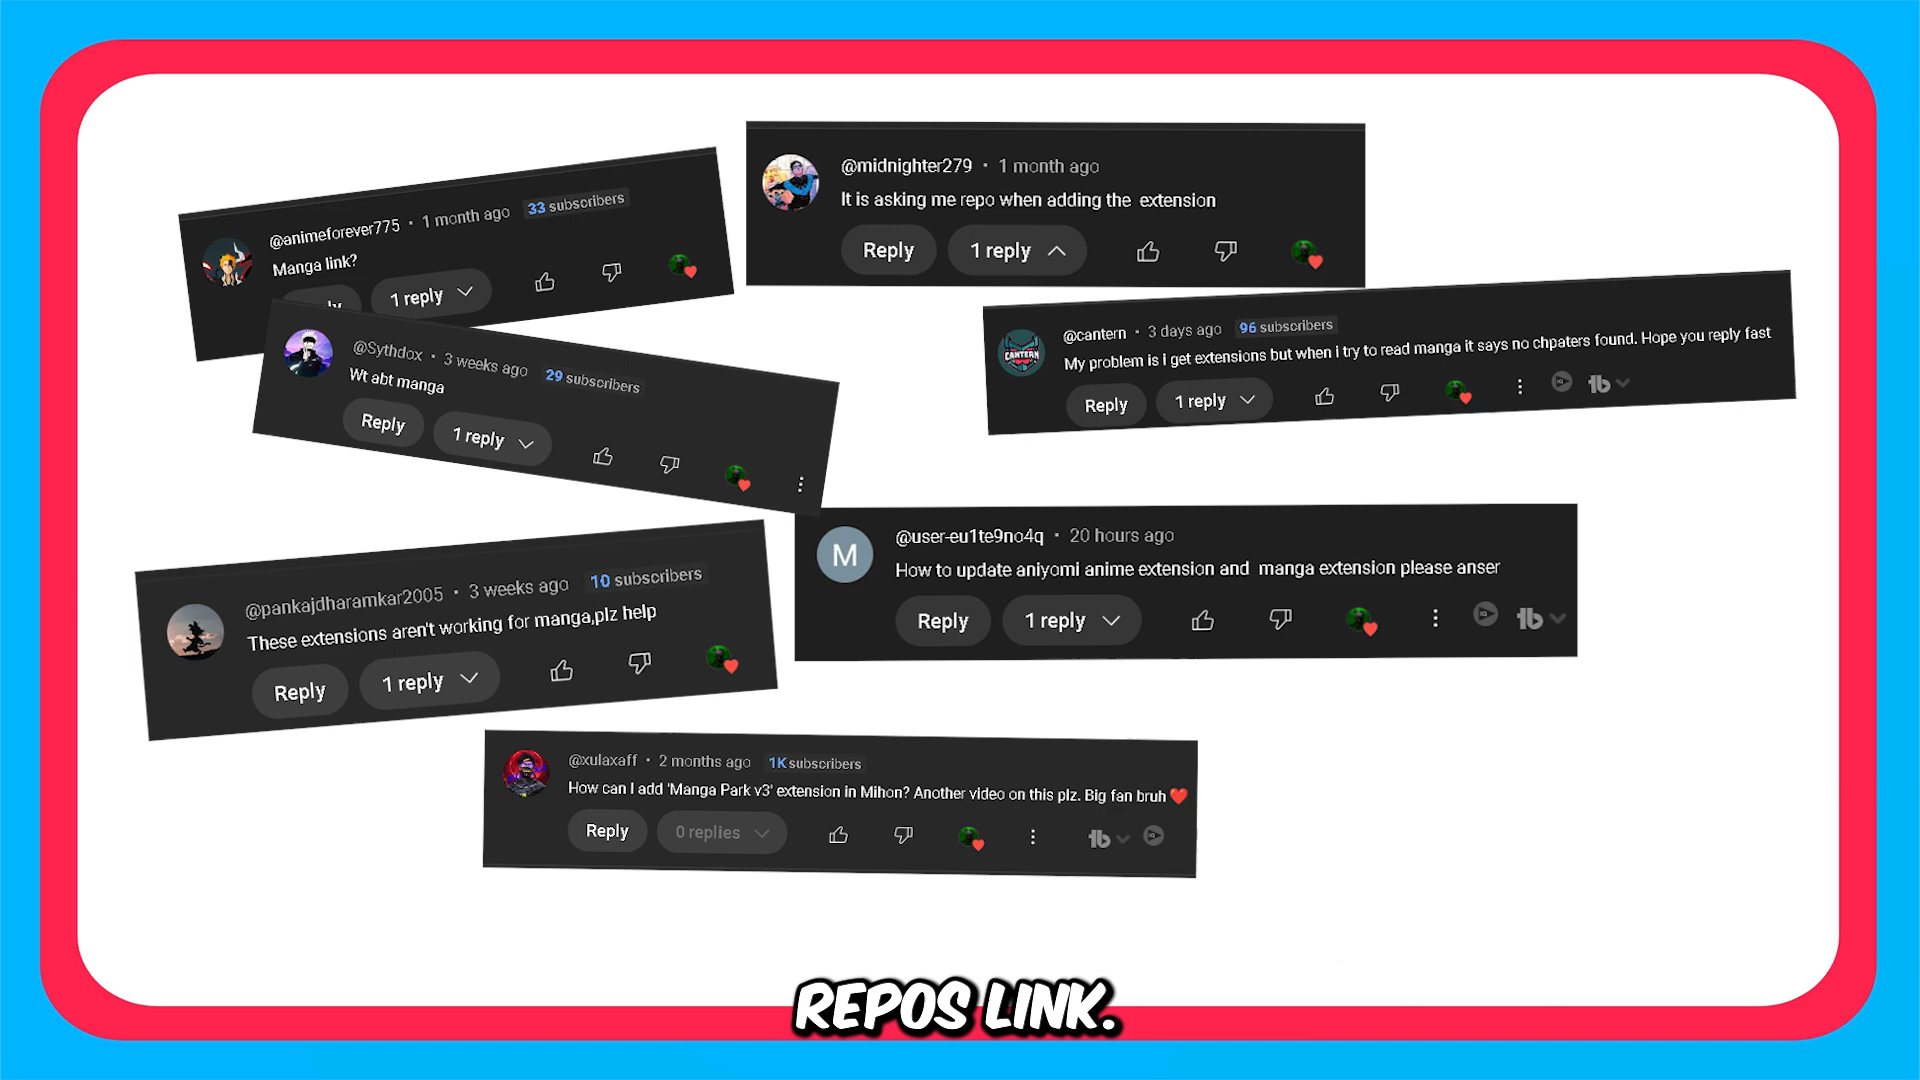 @animeforever775 · 1 month ago 33 subscribers
Manga link?
1 reply
@midnighter279 · 1 month ago
It is asking me repo when adding the extension
Reply 1 reply
@Sythdox · 3 weeks ago 29 subscribers
Wt abt manga
Reply 1 reply
@cantern · 3 days ago 96 subscribers
My problem is i get extensions but when i try to read manga it says no chpaters found. Hope you reply fast
Reply 1 reply
CANTERN
@pankajdharamkar2005 · 3 weeks ago 10 subscribers
These extensions aren't working for manga,plz help
Reply 1 reply
M
@user-eu1te9no4q · 20 hours ago
How to update aniyomi anime extension and manga extension please anser
Reply 1 reply
@xulaxaff · 2 months ago 1K subscribers
How can I add 'Manga Park v3' extension in Mihon? Another video on this plz. Big fan bruh ❤️
Reply 0 replies
REPOS LINK.